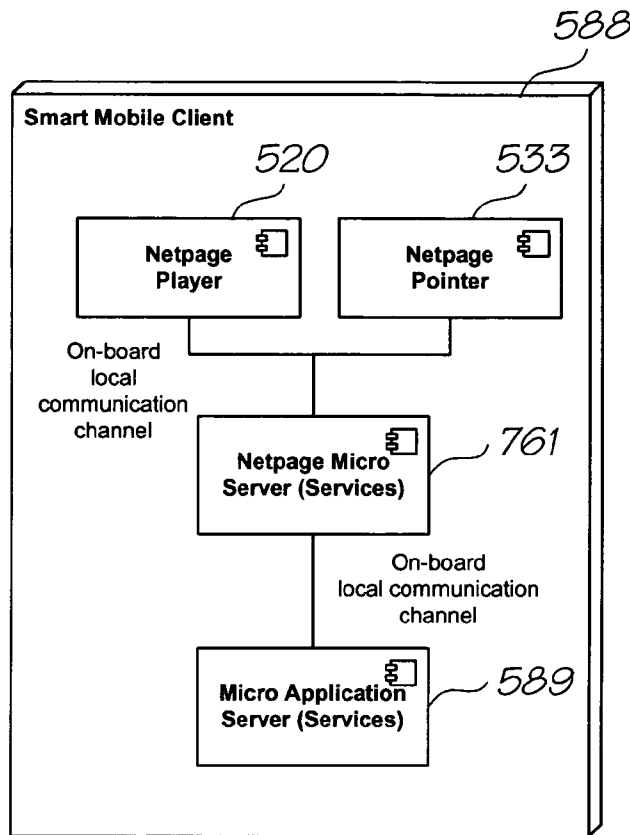 588
Smart Mobile Client
520
533
Netpage
Player
Netpage
Pointer
On-board
local
communication
channel
Netpage Micro
Server (Services)
761
On-board
local communication
channel
Micro Application
Server (Services)
589